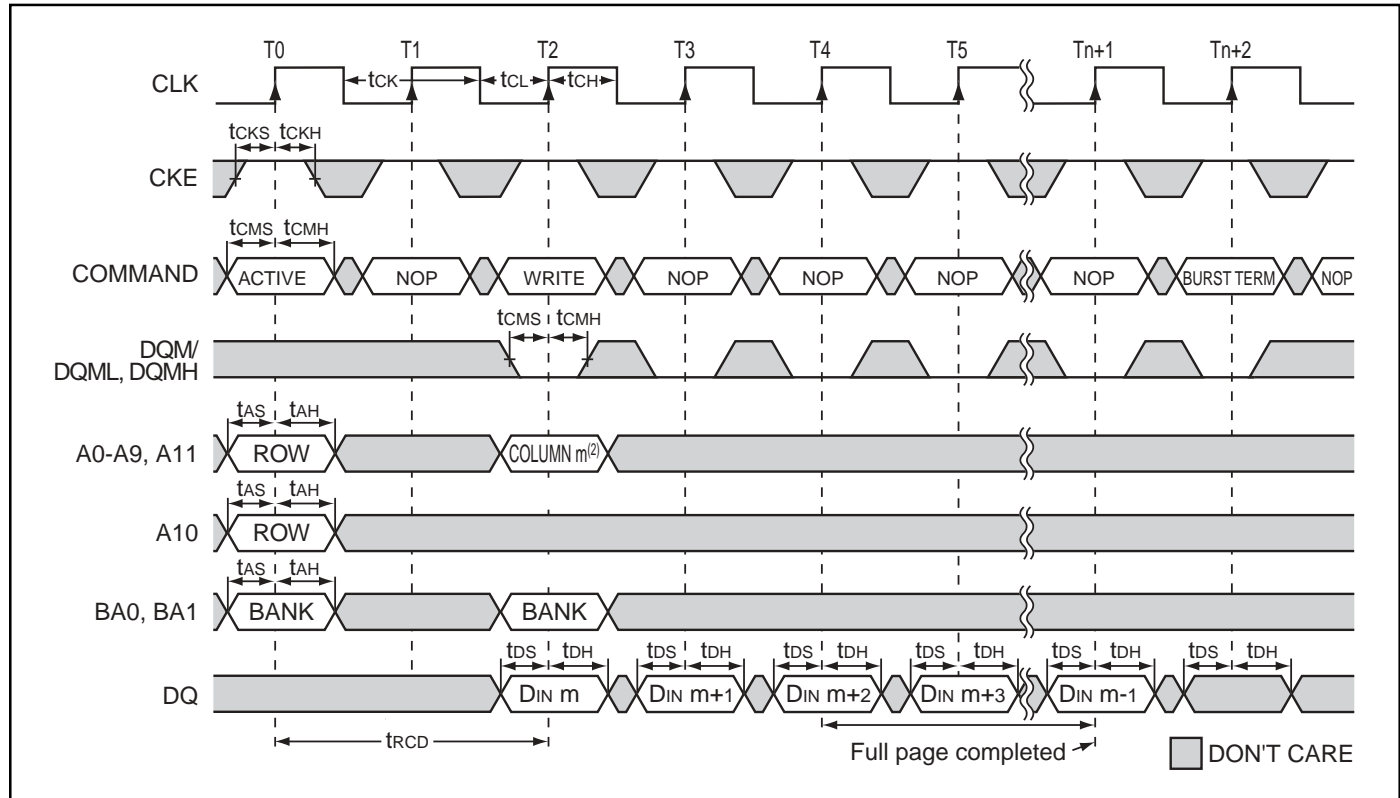 T0 T1 T2 T3 T4 T5 Tn+1 Tn+2
CLK tCK tCL tCH
tCKS tCKH
CKE
tCMS tCMH
COMMAND ACTIVE NOP WRITE NOP NOP NOP NOP BURST TERM NOP
tCMS tCMH
DQM/
DQML, DQMH
tAS tAH
A0-A9, A11 ROW COLUMN m(2)
tAS tAH
A10 ROW
tAS tAH
BA0, BA1 BANK BANK
tDS tDH tDS tDH tDS tDH tDS tDH tDS tDH tDS tDH
DQ DIN m DIN m+1 DIN m+2 DIN m+3 DIN m-1
tRCD
Full page completed DON'T CARE